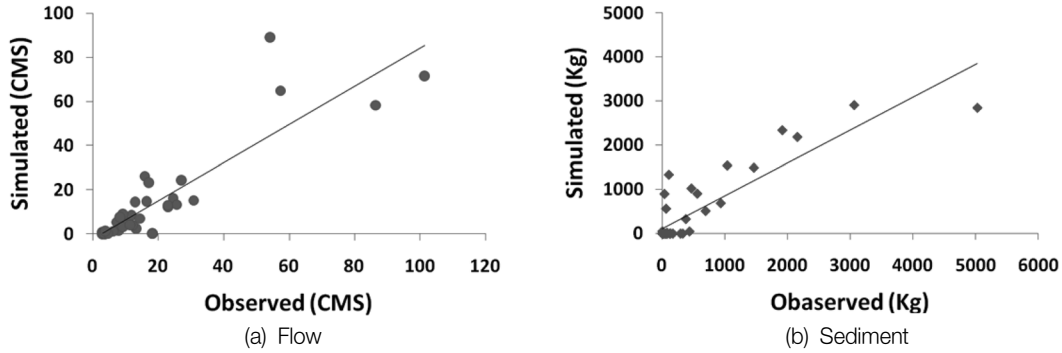 100
80
60
40
20
0
Simulated (CMS)
0 20 40 60 80 100 120
Observed (CMS)
(a) Flow
5000
4000
3000
2000
1000
0
Simulated (Kg)
0 1000 2000 3000 4000 5000 6000
Obaserved (Kg)
(b) Sediment